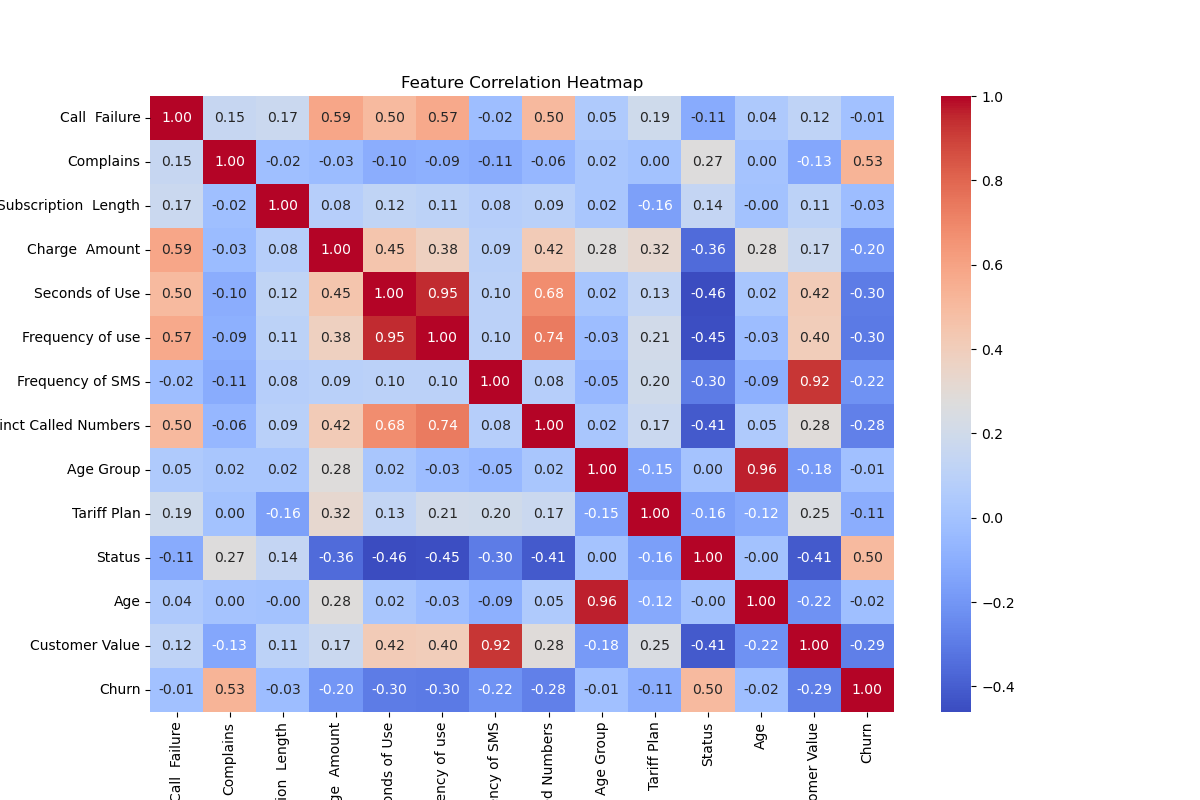 Feature Correlation Heatmap
Call  Failure 1.00 0.15 0.17 0.59 0.50 0.57 -0.02 0.50 0.05 0.19 -0.11 0.04 0.12 -0.01
Complains 0.15 1.00 -0.02 -0.03 -0.10 -0.09 -0.11 -0.06 0.02 0.00 0.27 0.00 -0.13 0.53
Subscription  Length 0.17 -0.02 1.00 0.08 0.12 0.11 0.08 0.09 0.02 -0.16 0.14 -0.00 0.11 -0.03
Charge  Amount 0.59 -0.03 0.08 1.00 0.45 0.38 0.09 0.42 0.28 0.32 -0.36 0.28 0.17 -0.20
Seconds of Use 0.50 -0.10 0.12 0.45 1.00 0.95 0.10 0.68 0.02 0.13 -0.46 0.02 0.42 -0.30
Frequency of use 0.57 -0.09 0.11 0.38 0.95 1.00 0.10 0.74 -0.03 0.21 -0.45 -0.03 0.40 -0.30
Frequency of SMS -0.02 -0.11 0.08 0.09 0.10 0.10 1.00 0.08 -0.05 0.20 -0.30 -0.09 0.92 -0.22
inct Called Numbers 0.50 -0.06 0.09 0.42 0.68 0.74 0.08 1.00 0.02 0.17 -0.41 0.05 0.28 -0.28
Age Group 0.05 0.02 0.02 0.28 0.02 -0.03 -0.05 0.02 1.00 -0.15 0.00 0.96 -0.18 -0.01
Tariff Plan 0.19 0.00 -0.16 0.32 0.13 0.21 0.20 0.17 -0.15 1.00 -0.16 -0.12 0.25 -0.11
Status -0.11 0.27 0.14 -0.36 -0.46 -0.45 -0.30 -0.41 0.00 -0.16 1.00 -0.00 -0.41 0.50
Age 0.04 0.00 -0.00 0.28 0.02 -0.03 -0.09 0.05 0.96 -0.12 -0.00 1.00 -0.22 -0.02
Customer Value 0.12 -0.13 0.11 0.17 0.42 0.40 0.92 0.28 -0.18 0.25 -0.41 -0.22 1.00 -0.29
Churn -0.01 0.53 -0.03 -0.20 -0.30 -0.30 -0.22 -0.28 -0.01 -0.11 0.50 -0.02 -0.29 1.00
Call  Failure
Complains
ion  Length
ge  Amount
onds of Use
ency of use
ency of SMS
d Numbers
Age Group
Tariff Plan
Status
Age
omer Value
Churn
1.0
0.8
0.6
0.4
0.2
0.0
−0.2
−0.4